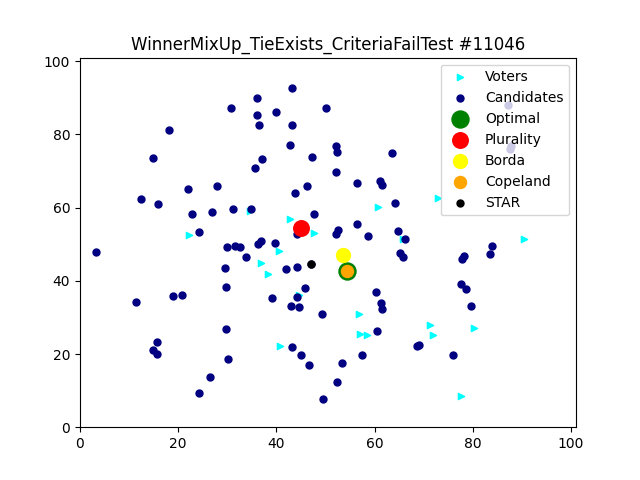 WinnerMixUp_TieExists_CriteriaFailTest #11046
100
80
60
40
20
0
0 20 40 60 80 100
Voters
Candidates
Optimal
Plurality
Borda
Copeland
STAR